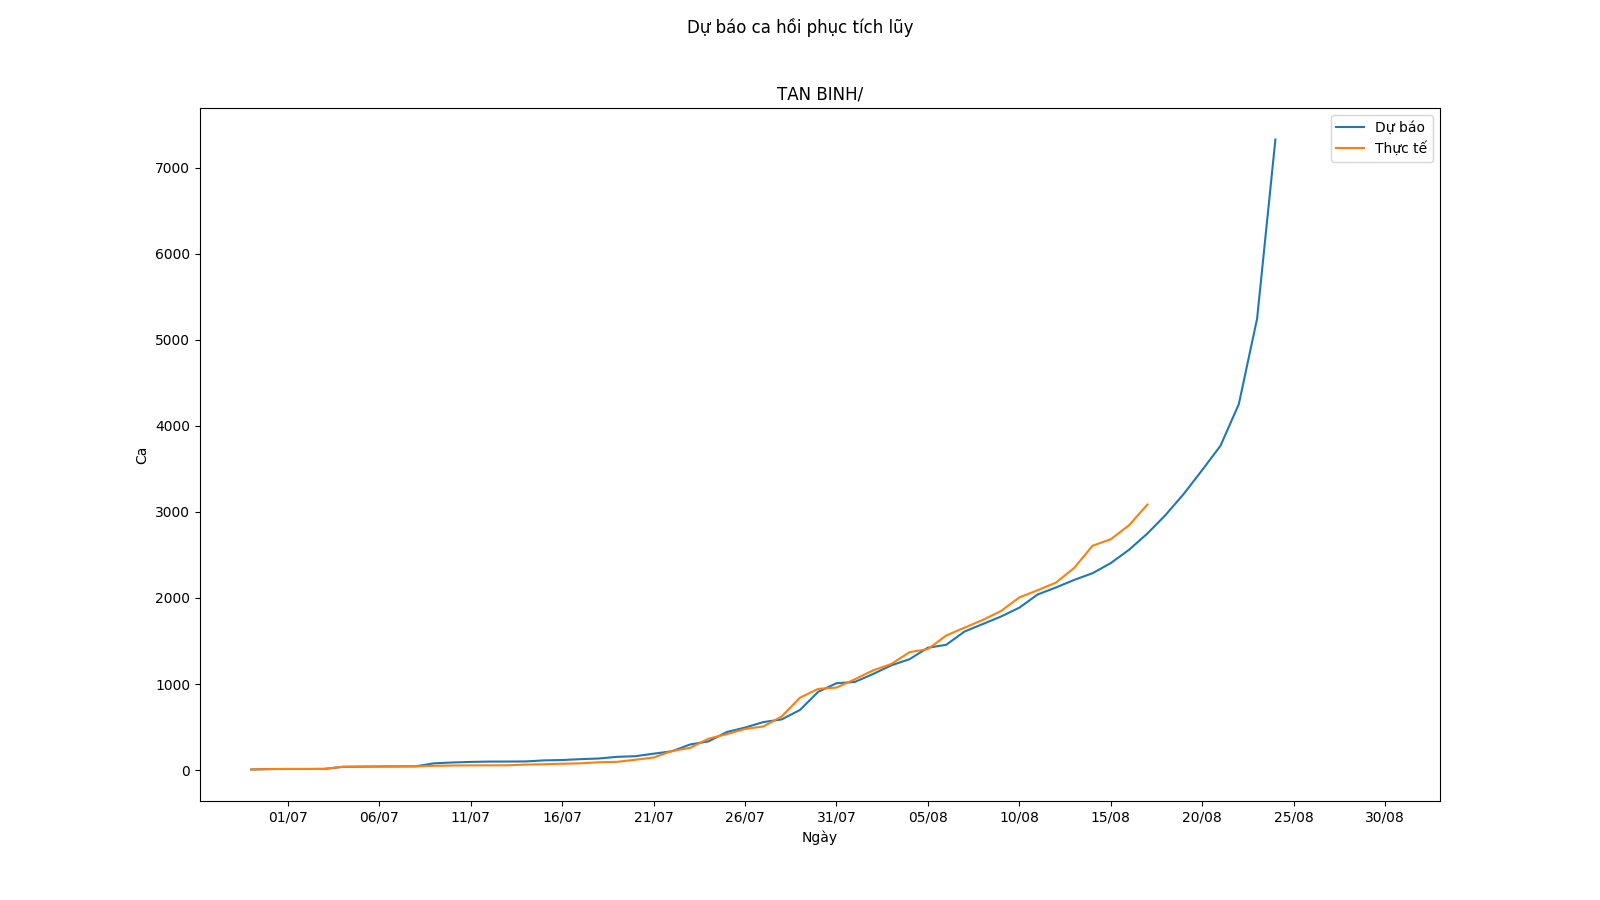 Dự báo ca hồi phục tích lũy
TAN BINH/
Dự báo
Thực tế
7000
6000
5000
4000
3000
2000
1000
0
Ca
01/07 06/07 11/07 16/07 21/07 26/07 31/07 05/08 10/08 15/08 20/08 25/08 30/08
Ngày